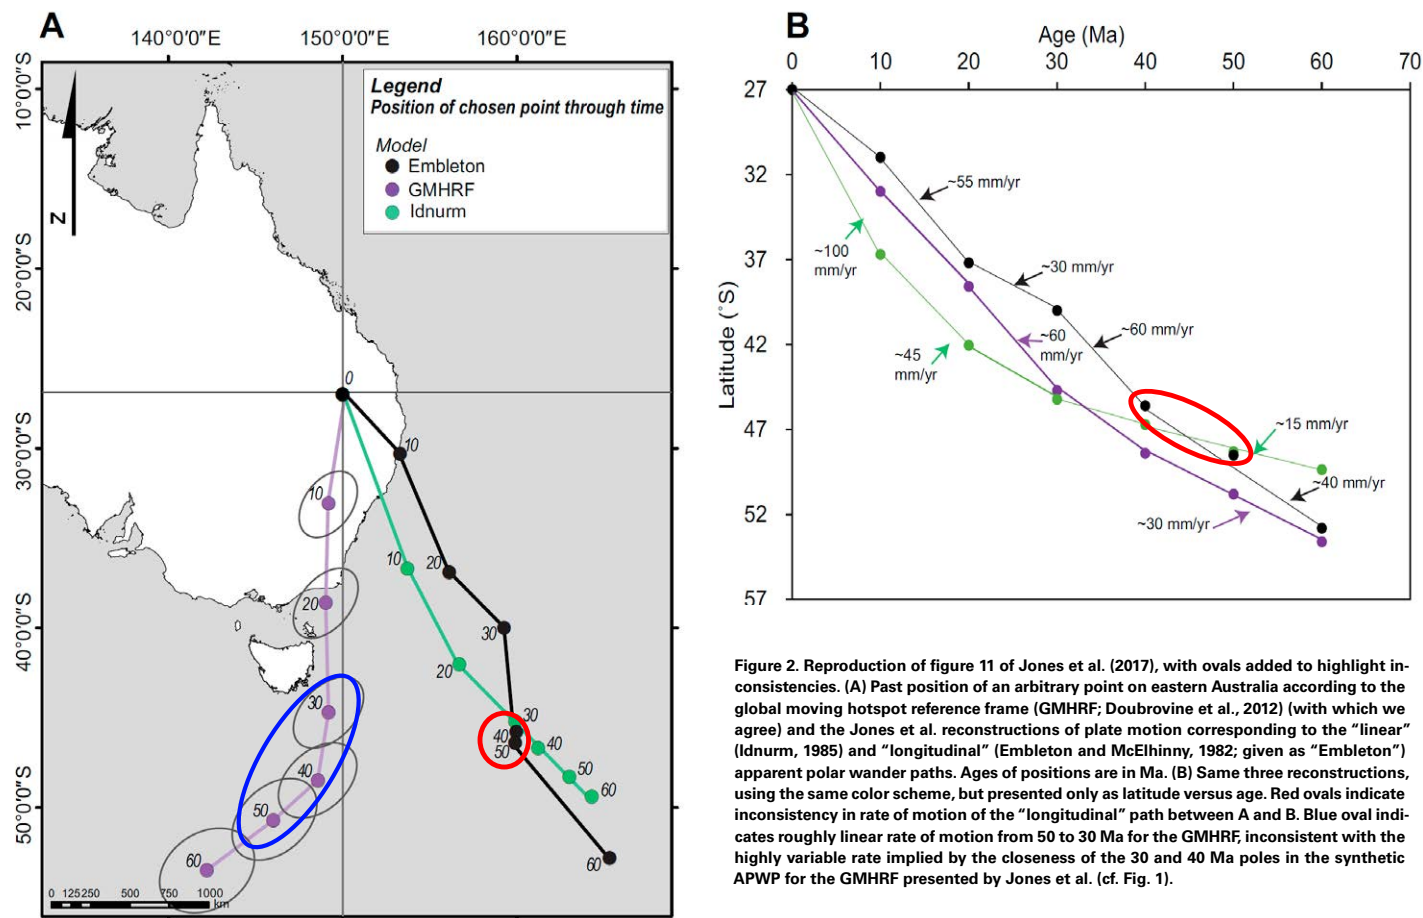 A
140°0'0"E
150°0'0"E
160°0'0"E
10°0'0"S
20°0'0"S
30°0'0"S
40°0'0"S
50°0'0"S
N
Legend
Position of chosen point through time
Model
Embleton
GMHRF
Idnurm
0
10
10
10
20
20
20
30
30
30
40
40
40
50
50
50
60
60
60
0 125 250 500 750 1000
km
B
Age (Ma)
0 10 20 30 40 50 60 70
Latitude (°S)
27
32
37
42
47
52
57
~55 mm/yr
~100
mm/yr
~30 mm/yr
~60
mm/yr
~60 mm/yr
~45
mm/yr
~15 mm/yr
~40 mm/yr
~30 mm/yr
Figure 2. Reproduction of figure 11 of Jones et al. (2017), with ovals added to highlight in-
consistencies. (A) Past position of an arbitrary point on eastern Australia according to the
global moving hotspot reference frame (GMHRF; Doubrovine et al., 2012) (with which we
agree) and the Jones et al. reconstructions of plate motion corresponding to the “linear”
(Idnurm, 1985) and “longitudinal” (Embleton and McElhinny, 1982; given as “Embleton”)
apparent polar wander paths. Ages of positions are in Ma. (B) Same three reconstructions,
using the same color scheme, but presented only as latitude versus age. Red ovals indicate
inconsistency in rate of motion of the “longitudinal” path between A and B. Blue oval indi-
cates roughly linear rate of motion from 50 to 30 Ma for the GMHRF, inconsistent with the
highly variable rate implied by the closeness of the 30 and 40 Ma poles in the synthetic
APWP for the GMHRF presented by Jones et al. (cf. Fig. 1).